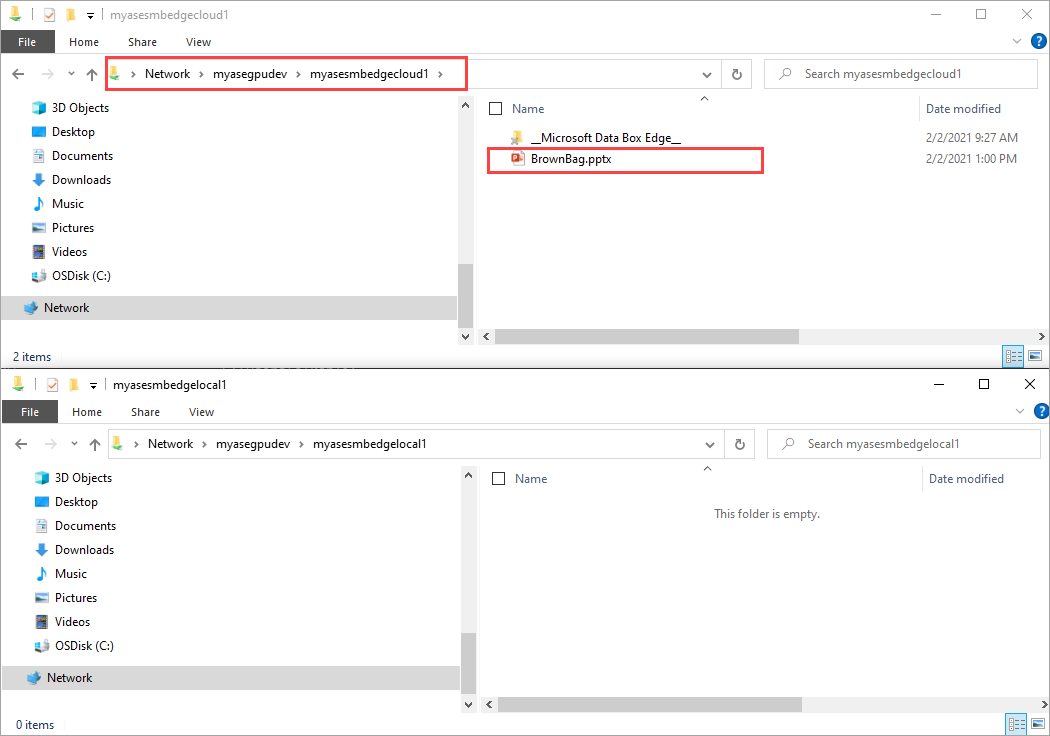 myasesmbedgecloud1
File Home Share View
Network myasegpudev myasesmbedgecloud1 Search myasesmbedgecloud1
3D Objects
Desktop
Documents
Downloads
Music
Pictures
Videos
OSDisk (C:)
Network
Name Date modified
__Microsoft Data Box Edge__ 2/2/2021 9:27 AM
BrownBag.pptx 2/2/2021 1:00 PM
2 items
myasesmbedgelocal1
File Home Share View
Network myasegpudev myasesmbedgelocal1 Search myasesmbedgelocal1
3D Objects
Desktop
Documents
Downloads
Music
Pictures
Videos
OSDisk (C:)
Network
Name Date modified
This folder is empty.
0 items